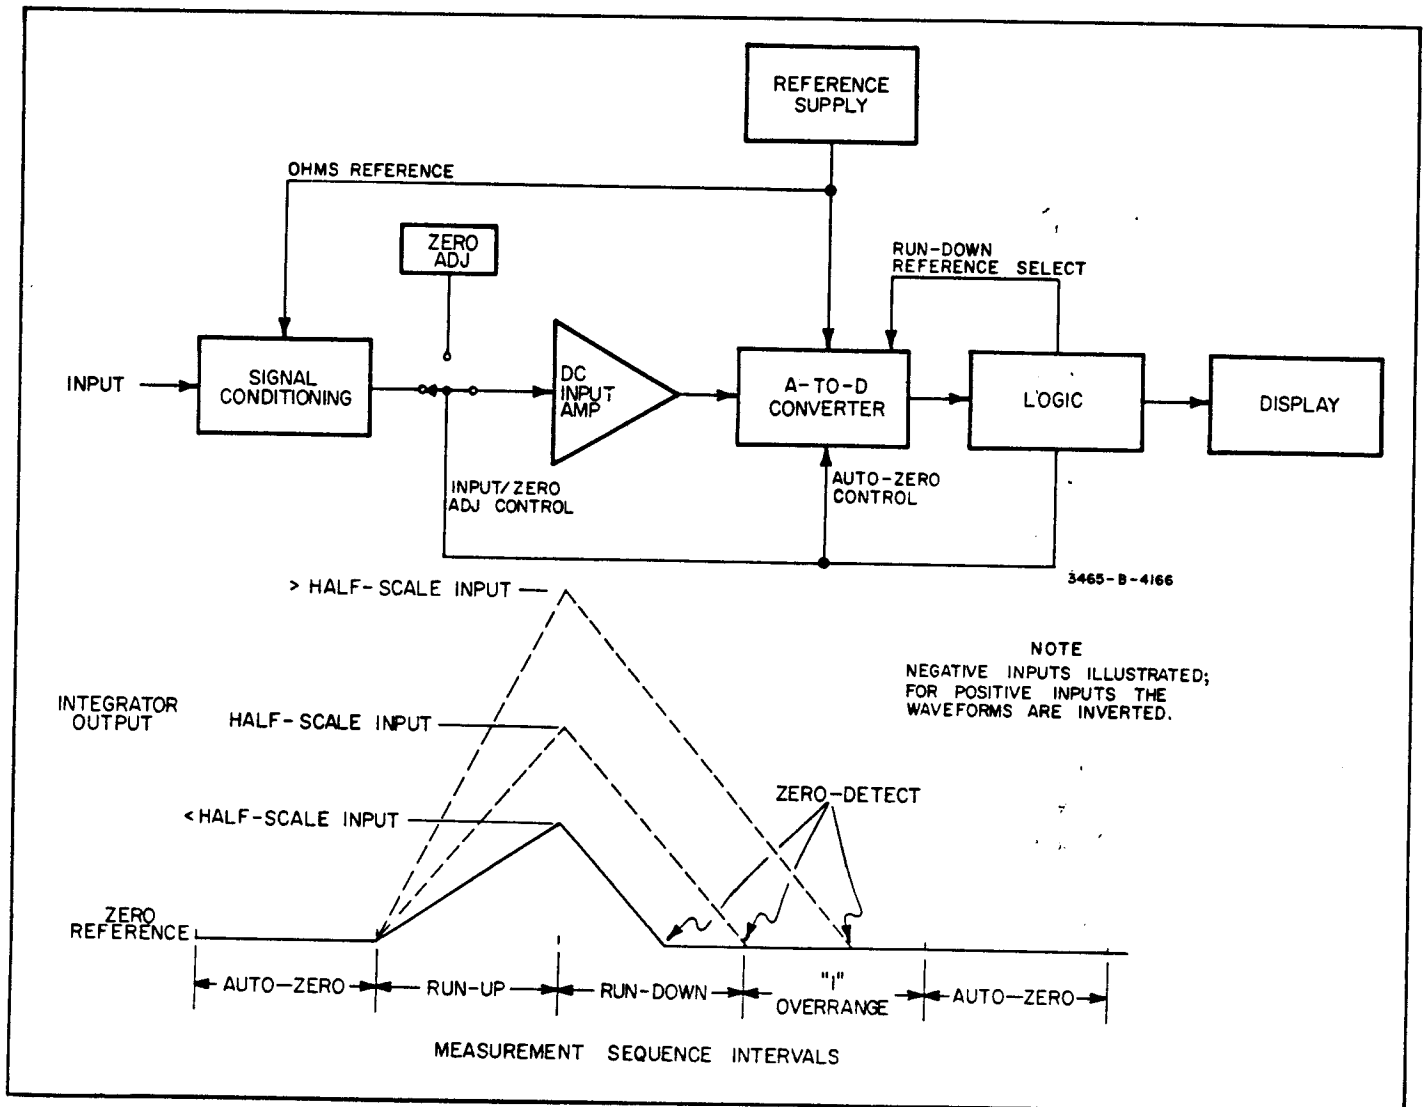 REFERENCE
SUPPLY
OHMS REFERENCE
ZERO
ADJ
RUN-DOWN
REFERENCE SELECT
INPUT
SIGNAL
CONDITIONING
DC
INPUT
AMP
A-TO-D
CONVERTER
LOGIC
DISPLAY
INPUT/ZERO
ADJ CONTROL
AUTO-ZERO
CONTROL
3465-B-4166
> HALF-SCALE INPUT
NOTE
NEGATIVE INPUTS ILLUSTRATED;
FOR POSITIVE INPUTS THE
WAVEFORMS ARE INVERTED.
INTEGRATOR
OUTPUT
HALF-SCALE INPUT
ZERO-DETECT
< HALF-SCALE INPUT
ZERO
REFERENCE
AUTO-ZERO
RUN-UP
RUN-DOWN
"1"
OVERRANGE
AUTO-ZERO
MEASUREMENT SEQUENCE INTERVALS